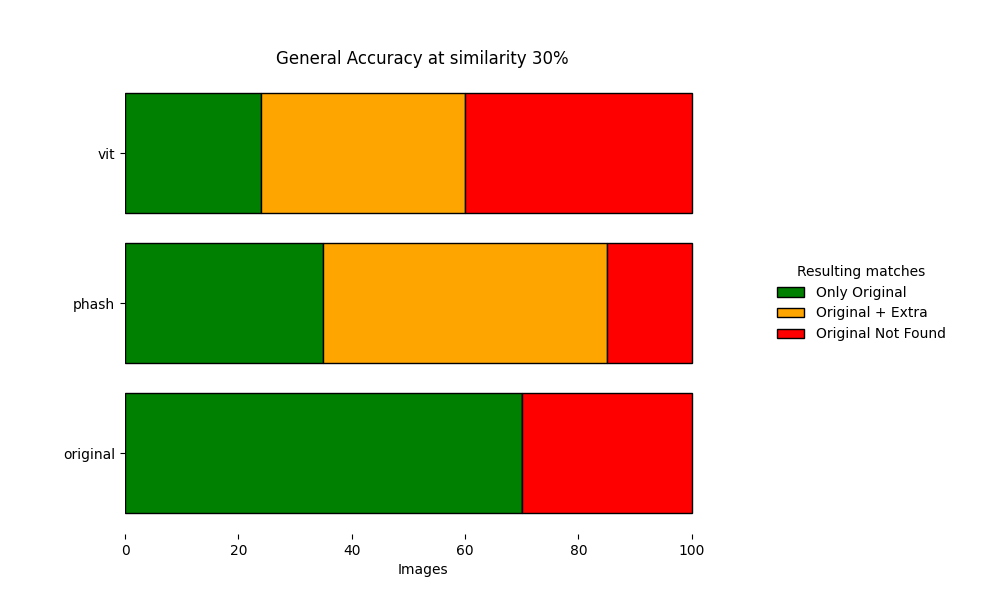 General Accuracy at similarity 30%
vit
phash
original
0 20 40 60 80 100
Images
Resulting matches
Only Original
Original + Extra
Original Not Found